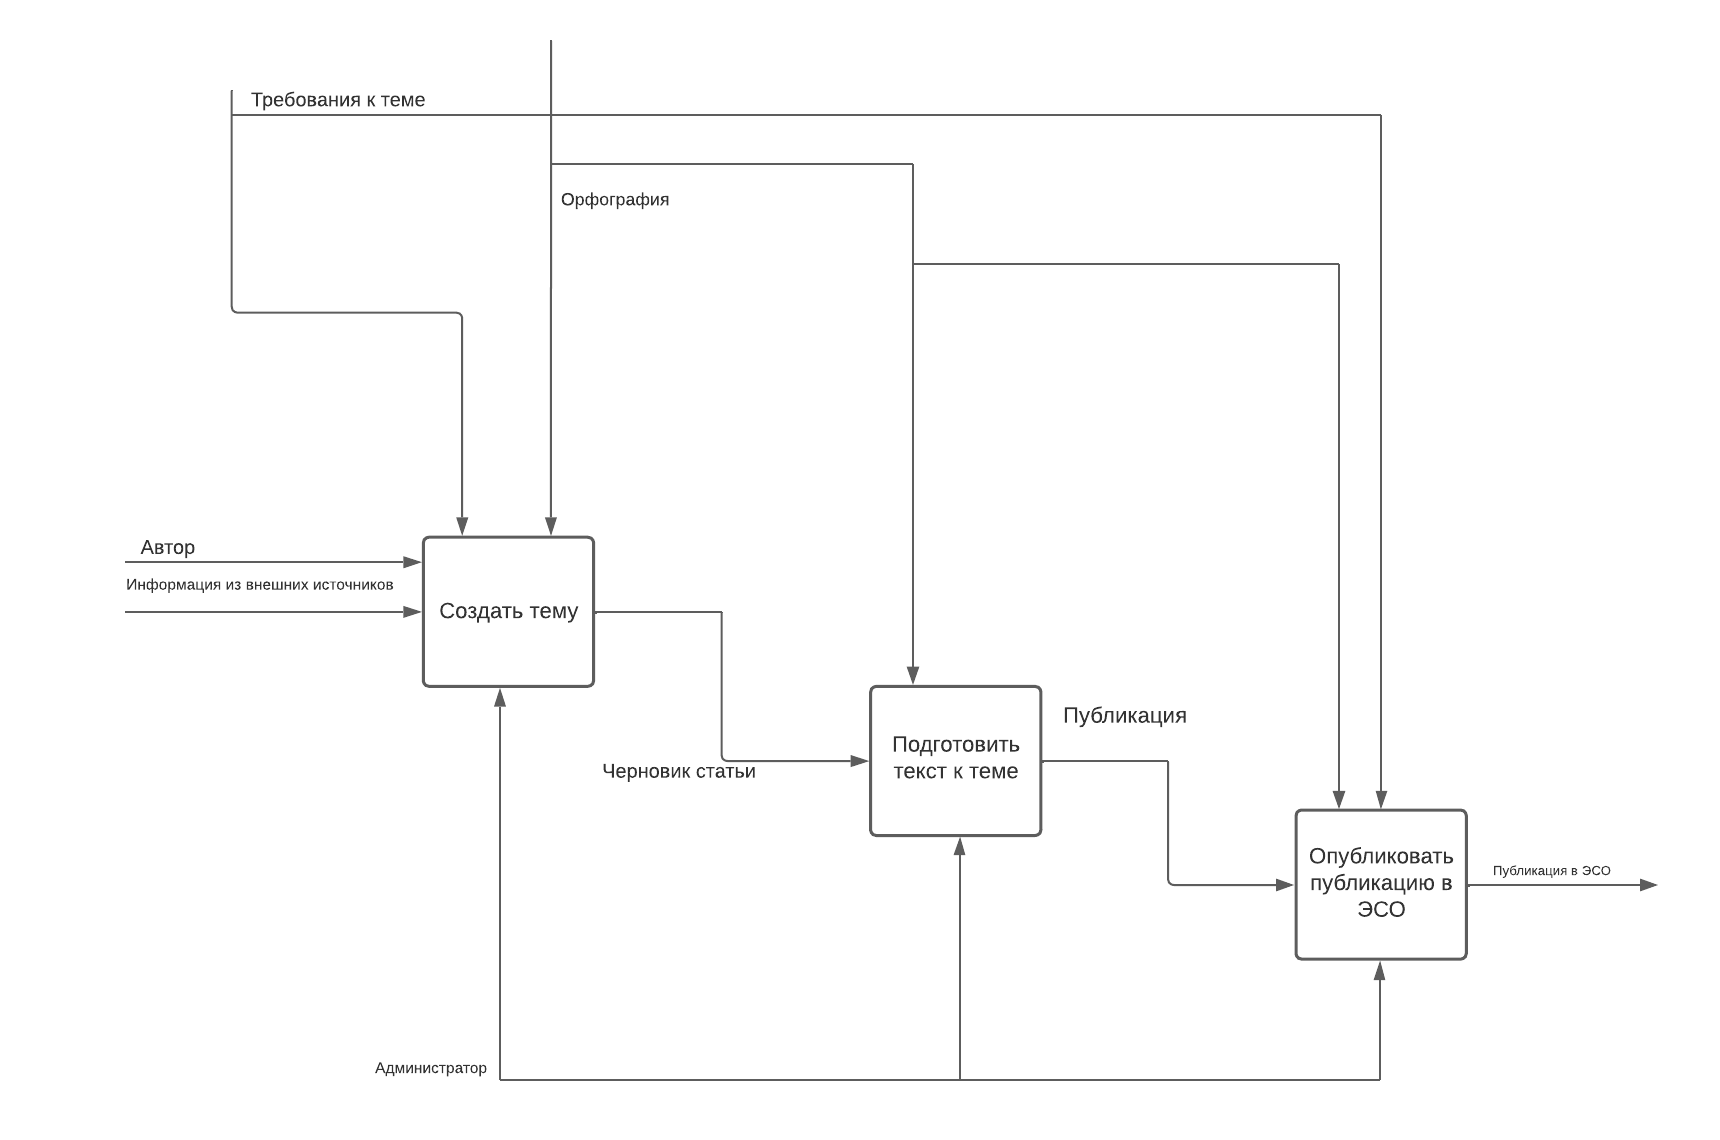 Требования к теме
Орфография
Автор
Информация из внешних источников
Создать тему
Черновик статьи
Подготовить
текст к теме
Публикация
Опубликовать
публикацию в
ЭСО
Публикация в ЭСО
Администратор